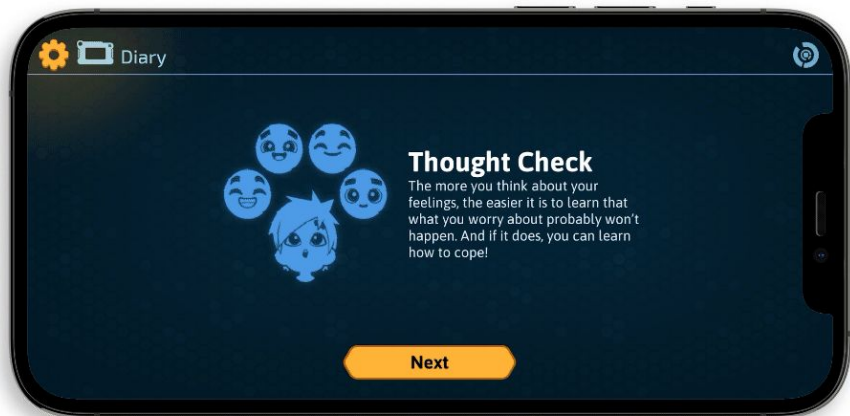 Diary
Thought Check
The more you think about your
feelings, the easier it is to learn that
what you worry about probably won't
happen. And if it does, you can learn
how to cope!
Next